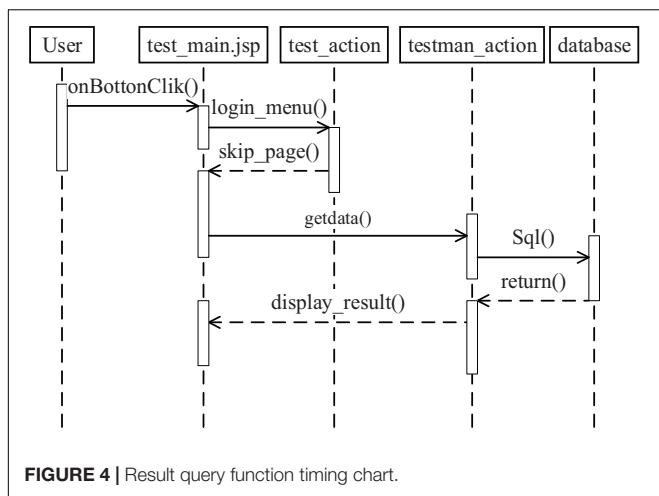 User
test_main.jsp
test_action
testman_action
database
onBottonClik()
login_menu()
skip_page()
getdata()
Sql()
return()
display_result()
FIGURE 4 | Result query function timing chart.